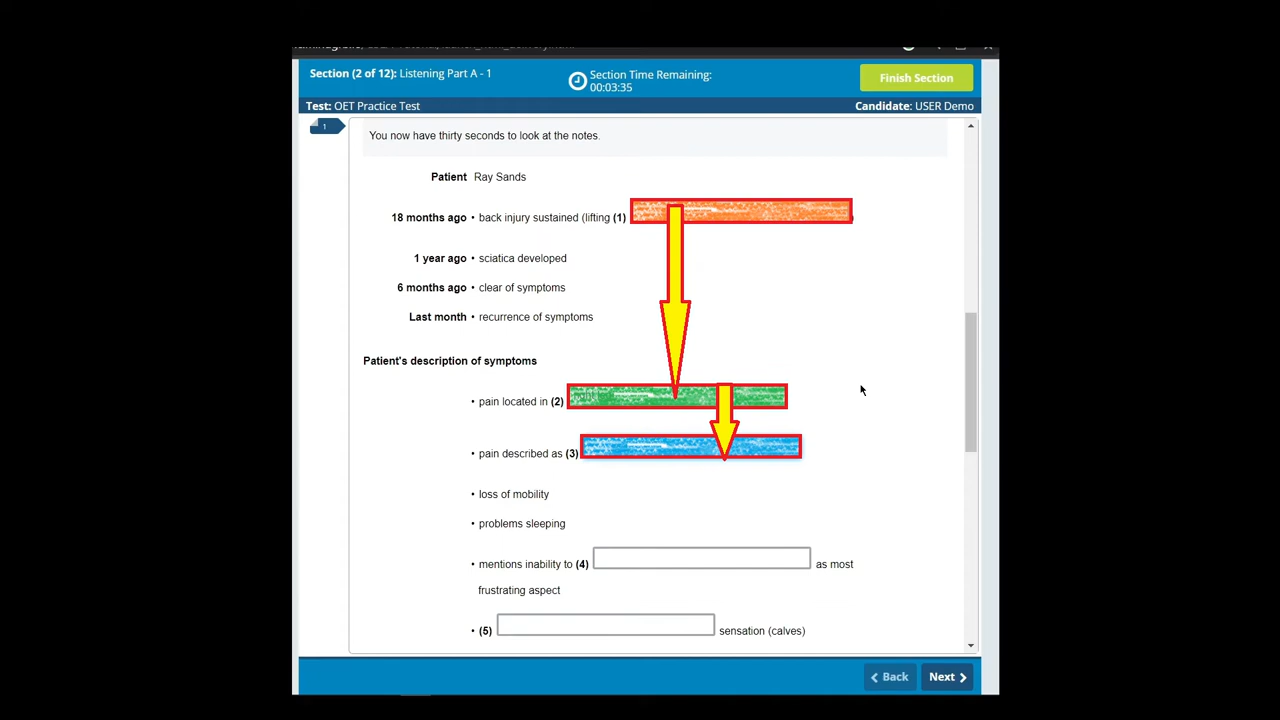 Section (2 of 12): Listening Part A - 1
Section Time Remaining:
00:03:35
Finish Section
Test: OET Practice Test
Candidate: USER Demo
1
You now have thirty seconds to look at the notes.
Patient Ray Sands
18 months ago • back injury sustained (lifting (1)
1 year ago • sciatica developed
6 months ago • clear of symptoms
Last month • recurrence of symptoms
Patient's description of symptoms
• pain located in (2)
• pain described as (3)
• loss of mobility
• problems sleeping
• mentions inability to (4) as most
frustrating aspect
• (5) sensation (calves)
Back Next